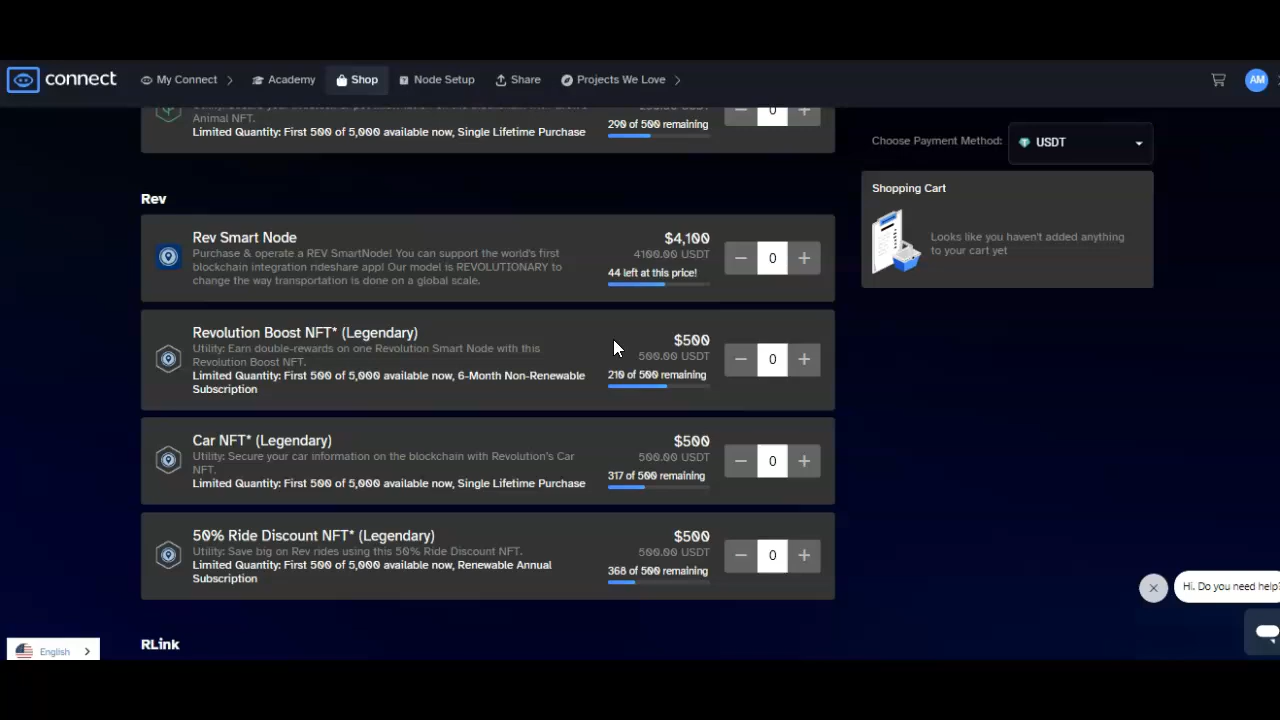 connect
My Connect
Academy
Shop
Node Setup
Share
Projects We Love
AM
Animal NFT.
Limited Quantity: First 500 of 5,000 available now, Single Lifetime Purchase
290 of 500 remaining
0
Choose Payment Method:
USDT
Shopping Cart
Looks like you haven't added anything
to your cart yet
Rev
Rev Smart Node
Purchase & operate a REV SmartNode! You can support the world's first
blockchain integration rideshare app! Our model is REVOLUTIONARY to
change the way transportation is done on a global scale.
$4,100
4100.00 USDT
44 left at this price!
0
Revolution Boost NFT* (Legendary)
Utility: Earn double-rewards on one Revolution Smart Node with this
Revolution Boost NFT.
Limited Quantity: First 500 of 5,000 available now, 6-Month Non-Renewable
Subscription
$500
500.00 USDT
210 of 500 remaining
0
Car NFT* (Legendary)
Utility: Secure your car information on the blockchain with Revolution's Car
NFT.
Limited Quantity: First 500 of 5,000 available now, Single Lifetime Purchase
$500
500.00 USDT
317 of 500 remaining
0
50% Ride Discount NFT* (Legendary)
Utility: Save big on Rev rides using this 50% Ride Discount NFT.
Limited Quantity: First 500 of 5,000 available now, Renewable Annual
Subscription
$500
500.00 USDT
368 of 500 remaining
0
Hi. Do you need help?
RLink
English